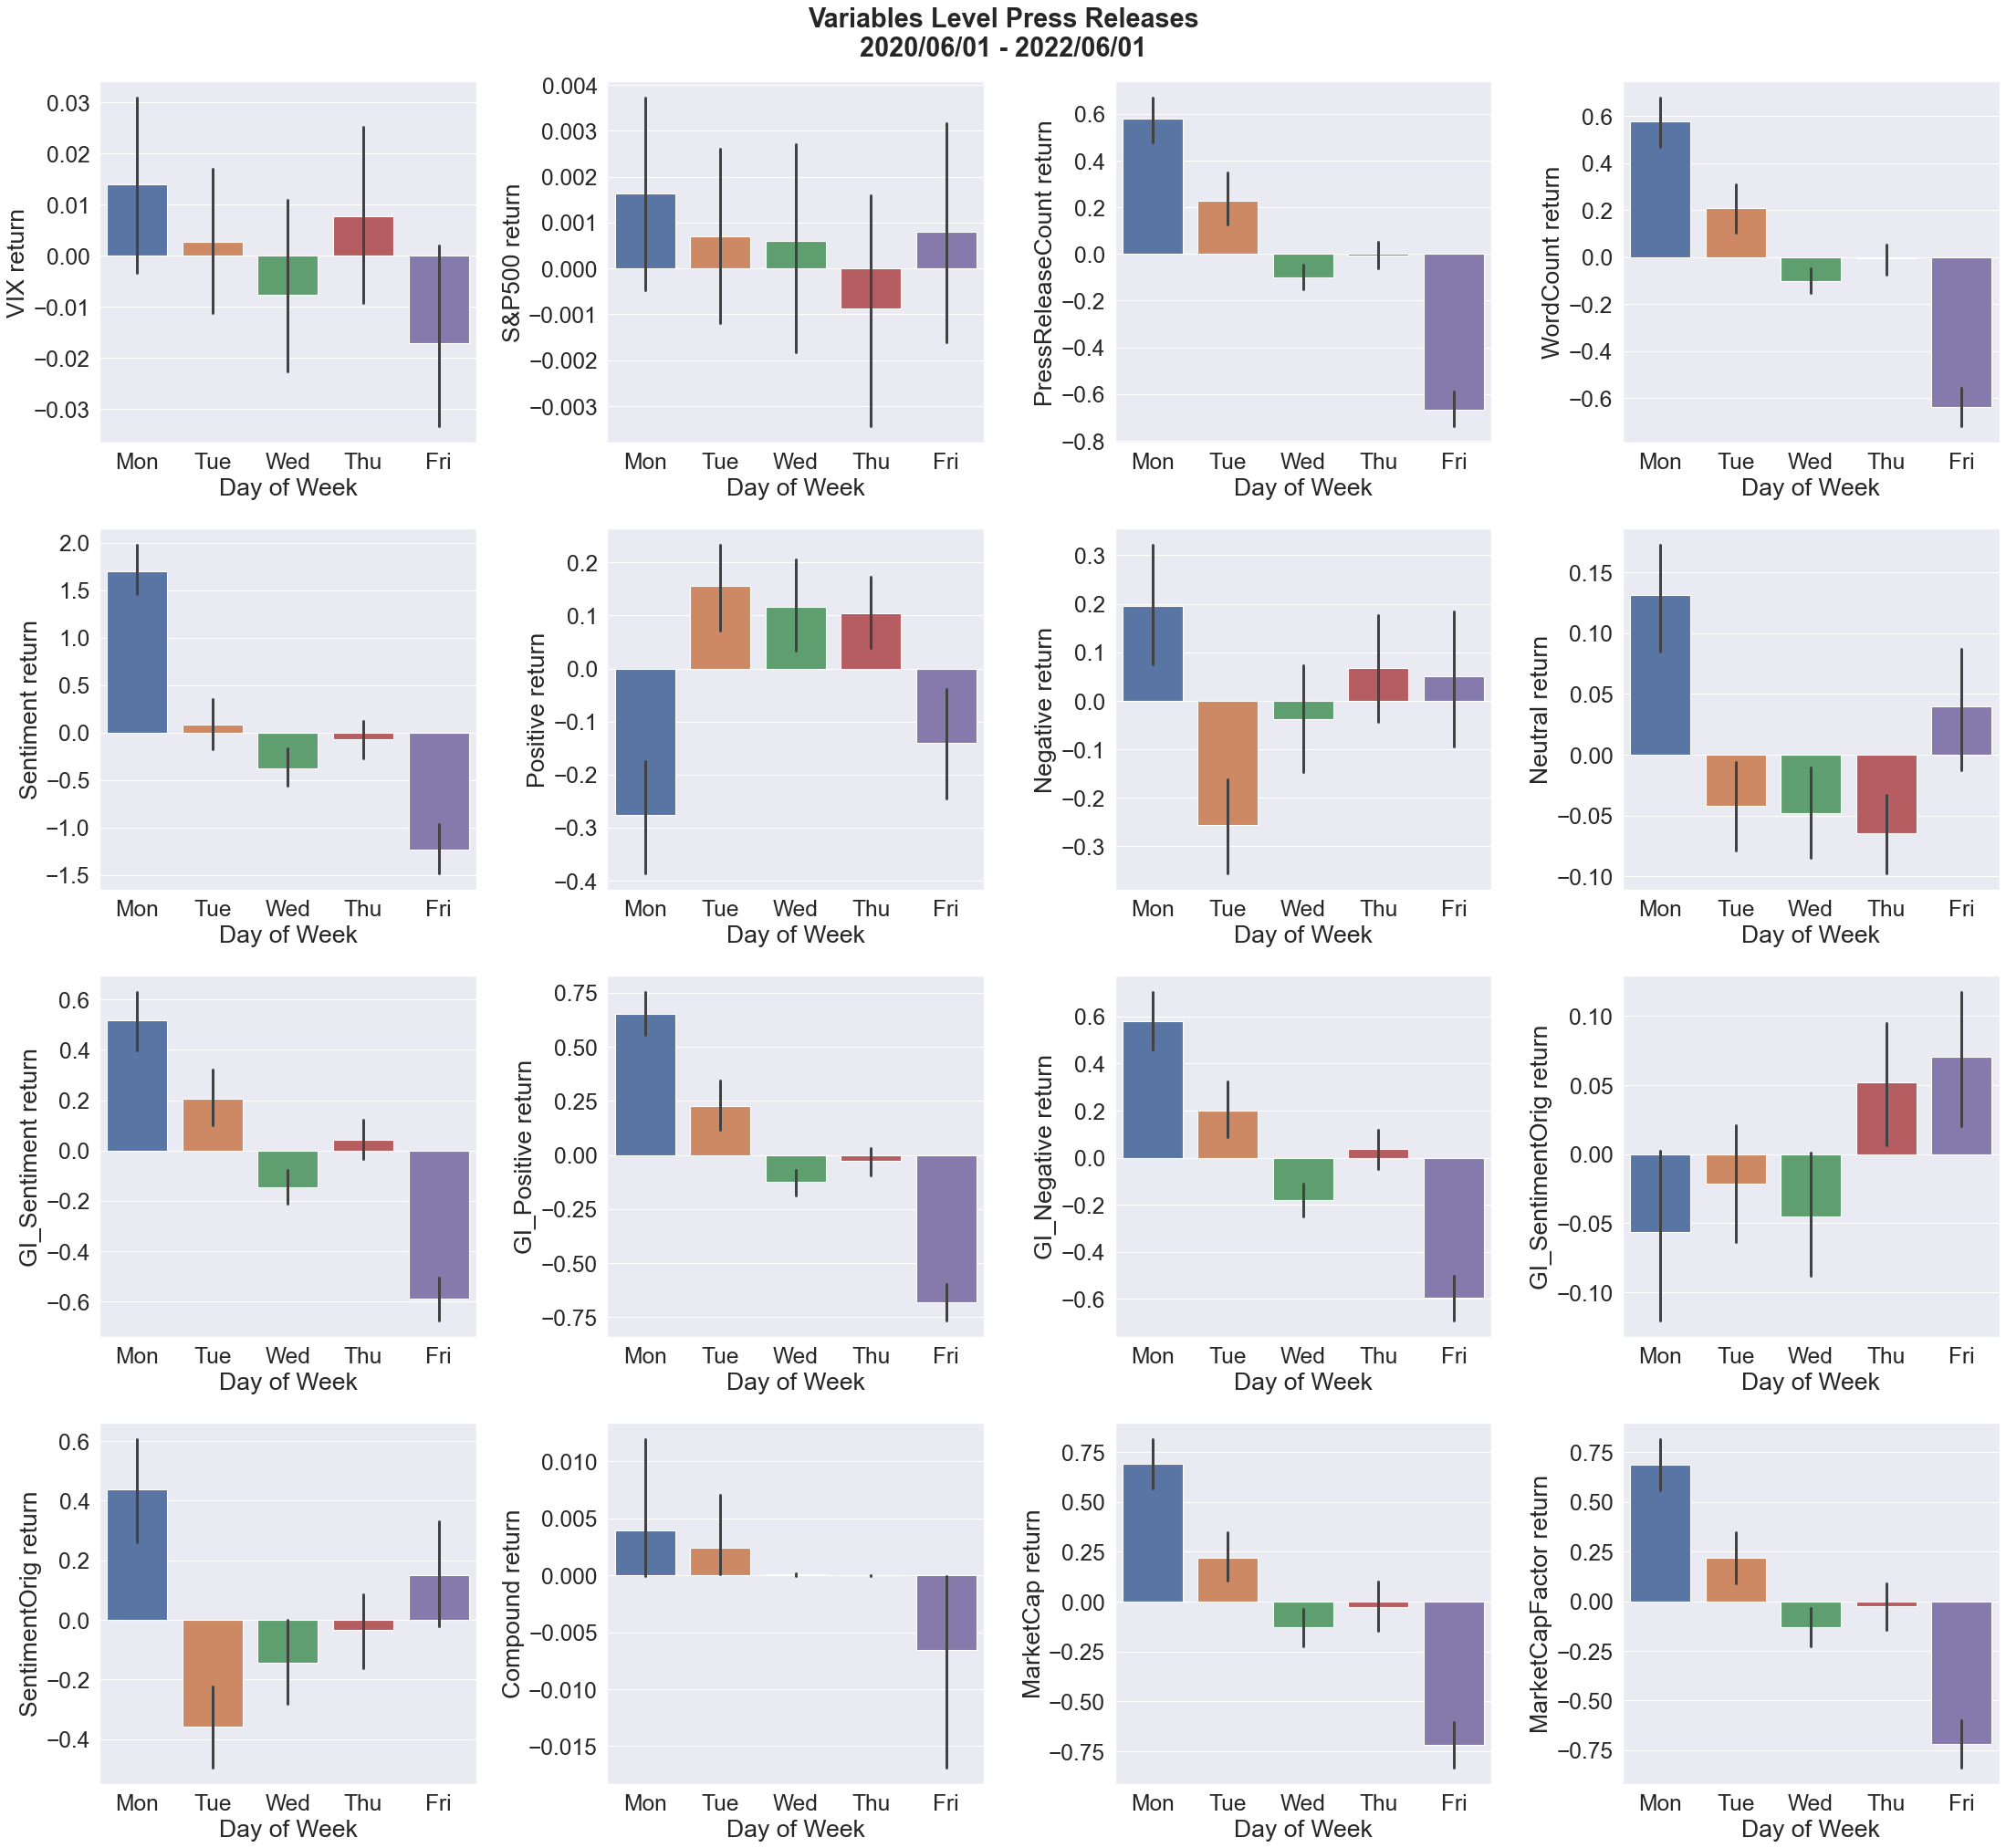 Variables Level Press Releases
2020/06/01 - 2022/06/01
VIX return
0.03
0.02
0.01
0.00
−0.01
−0.02
−0.03
Mon Tue Wed Thu Fri
Day of Week
S&P500 return
0.004
0.003
0.002
0.001
0.000
−0.001
−0.002
−0.003
Mon Tue Wed Thu Fri
Day of Week
PressReleaseCount return
0.6
0.4
0.2
0.0
−0.2
−0.4
−0.6
−0.8
Mon Tue Wed Thu Fri
Day of Week
WordCount return
0.6
0.4
0.2
0.0
−0.2
−0.4
−0.6
Mon Tue Wed Thu Fri
Day of Week
Sentiment return
2.0
1.5
1.0
0.5
0.0
−0.5
−1.0
−1.5
Mon Tue Wed Thu Fri
Day of Week
Positive return
0.2
0.1
0.0
−0.1
−0.2
−0.3
−0.4
Mon Tue Wed Thu Fri
Day of Week
Negative return
0.3
0.2
0.1
0.0
−0.1
−0.2
−0.3
Mon Tue Wed Thu Fri
Day of Week
Neutral return
0.15
0.10
0.05
0.00
−0.05
−0.10
Mon Tue Wed Thu Fri
Day of Week
GI_Sentiment return
0.6
0.4
0.2
0.0
−0.2
−0.4
−0.6
Mon Tue Wed Thu Fri
Day of Week
GI_Positive return
0.75
0.50
0.25
0.00
−0.25
−0.50
−0.75
Mon Tue Wed Thu Fri
Day of Week
GI_Negative return
0.6
0.4
0.2
0.0
−0.2
−0.4
−0.6
Mon Tue Wed Thu Fri
Day of Week
GI_SentimentOrig return
0.10
0.05
0.00
−0.05
−0.10
Mon Tue Wed Thu Fri
Day of Week
SentimentOrig return
0.6
0.4
0.2
0.0
−0.2
−0.4
Mon Tue Wed Thu Fri
Day of Week
Compound return
0.010
0.005
0.000
−0.005
−0.010
−0.015
Mon Tue Wed Thu Fri
Day of Week
MarketCap return
0.75
0.50
0.25
0.00
−0.25
−0.50
−0.75
Mon Tue Wed Thu Fri
Day of Week
MarketCapFactor return
0.75
0.50
0.25
0.00
−0.25
−0.50
−0.75
Mon Tue Wed Thu Fri
Day of Week